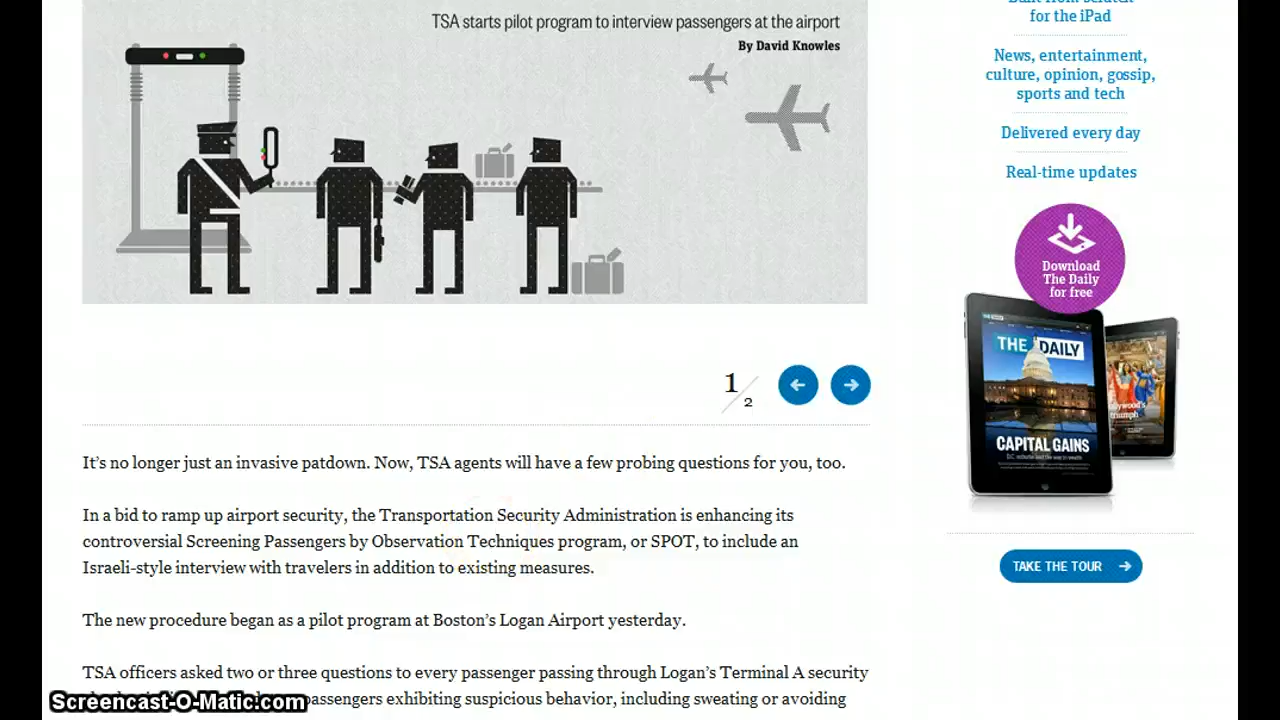 TSA starts pilot program to interview passengers at the airport
By David Knowles
1/2
It's no longer just an invasive patdown. Now, TSA agents will have a few probing questions for you, too.
In a bid to ramp up airport security, the Transportation Security Administration is enhancing its
controversial Screening Passengers by Observation Techniques program, or SPOT, to include an
Israeli-style interview with travelers in addition to existing measures.
The new procedure began as a pilot program at Boston's Logan Airport yesterday.
TSA officers asked two or three questions to every passenger passing through Logan's Terminal A security
passengers exhibiting suspicious behavior, including sweating or avoiding
for the iPad
News, entertainment,
culture, opinion, gossip,
sports and tech
Delivered every day
Real-time updates
Download
The Daily
for free
THE DAILY
CAPITAL GAINS
triumph
TAKE THE TOUR
Screencast-O-Matic.com